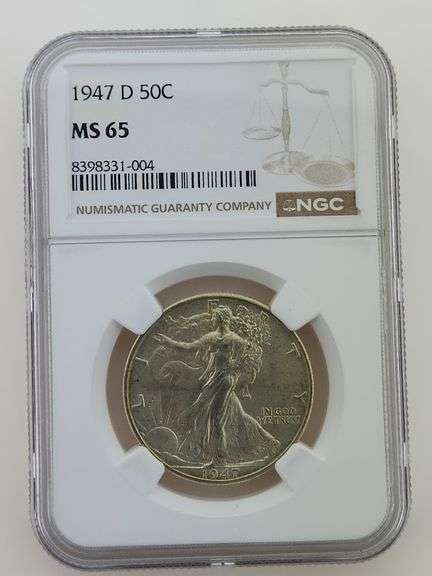 1947 D 50C
MS 65
8398331-004
NUMISMATIC GUARANTY COMPANY NGC
LIBERTY
IN GOD
WE TRUST
1947